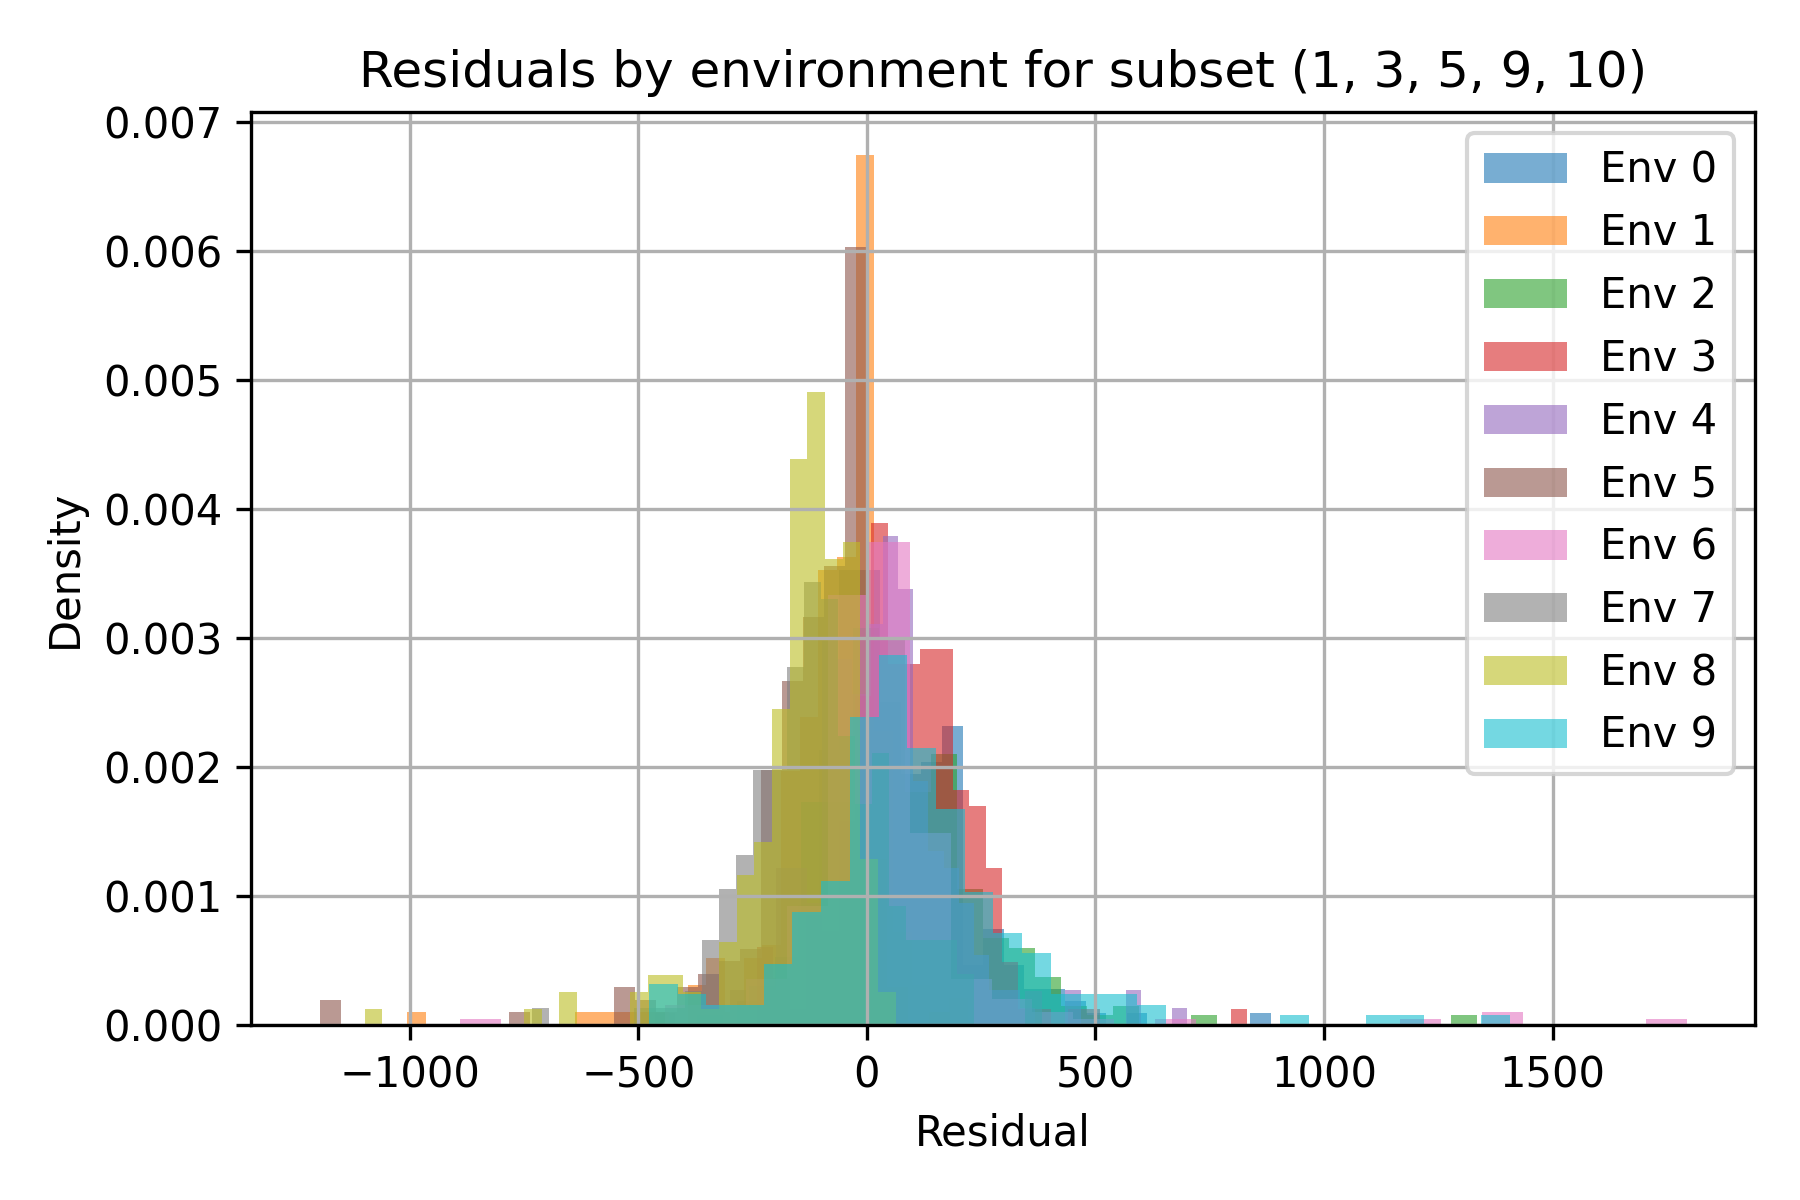 Residuals by environment for subset (1, 3, 5, 9, 10)
0.007
0.006
0.005
0.004
0.003
0.002
0.001
0.000
Density
Env 0
Env 1
Env 2
Env 3
Env 4
Env 5
Env 6
Env 7
Env 8
Env 9
−1000
−500
0
500
1000
1500
Residual